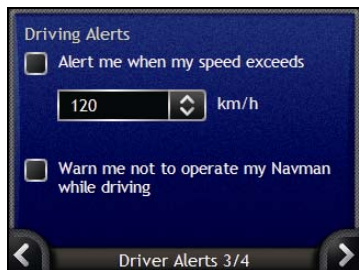 Driving Alerts
Alert me when my speed exceeds
120 km/h
Warn me not to operate my Navman
while driving
Driver Alerts 3/4